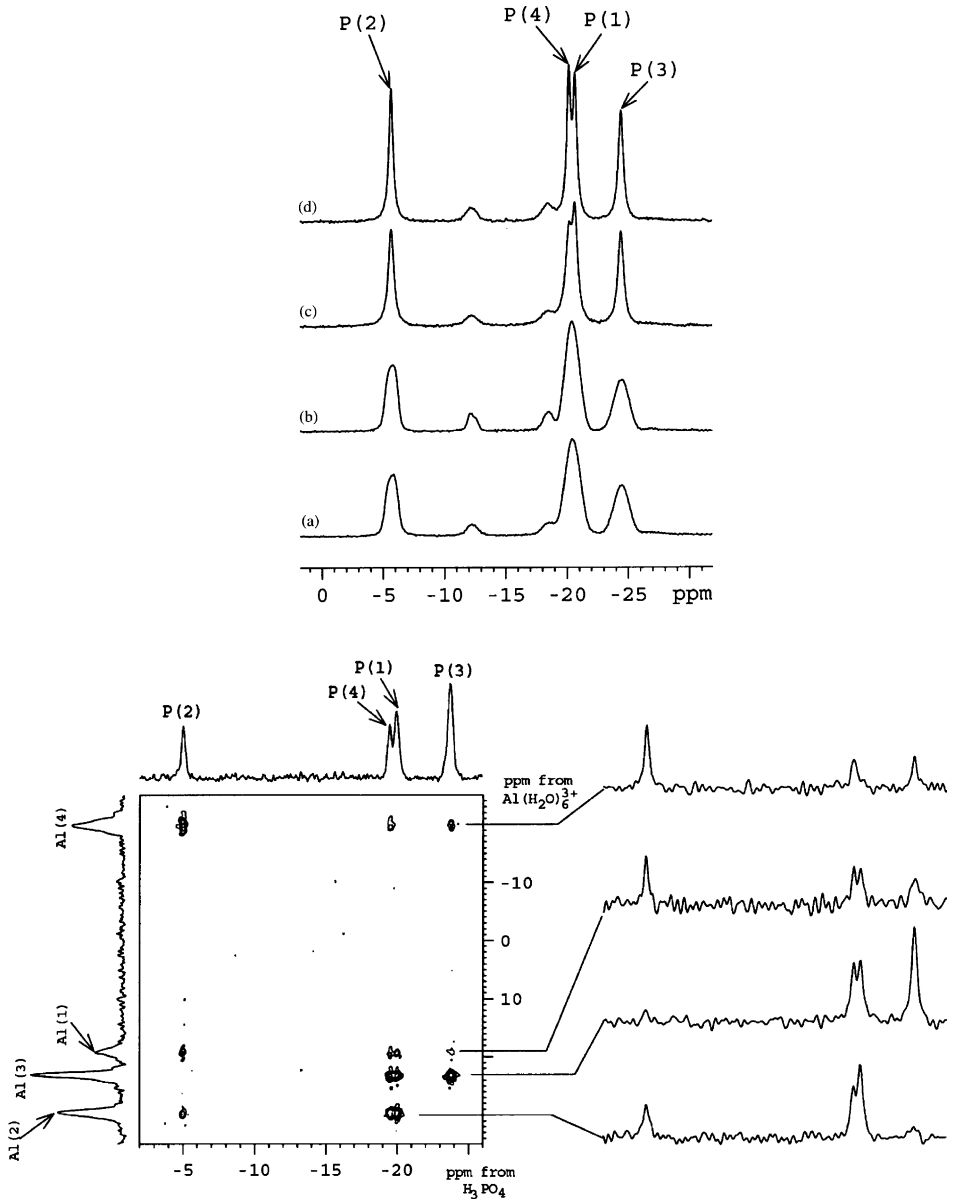 P(2)
P(4)
P(1)
P(3)
(d)
(c)
(b)
(a)
0 -5 -10 -15 -20 -25 ppm
P(1)
P(3)
P(4)
P(2)
ppm from
Al(H2O)6 3+
Al(4)
-10
0
10
Al(1)
Al(3)
Al(2)
-5 -10 -15 -20 ppm from
H3PO4